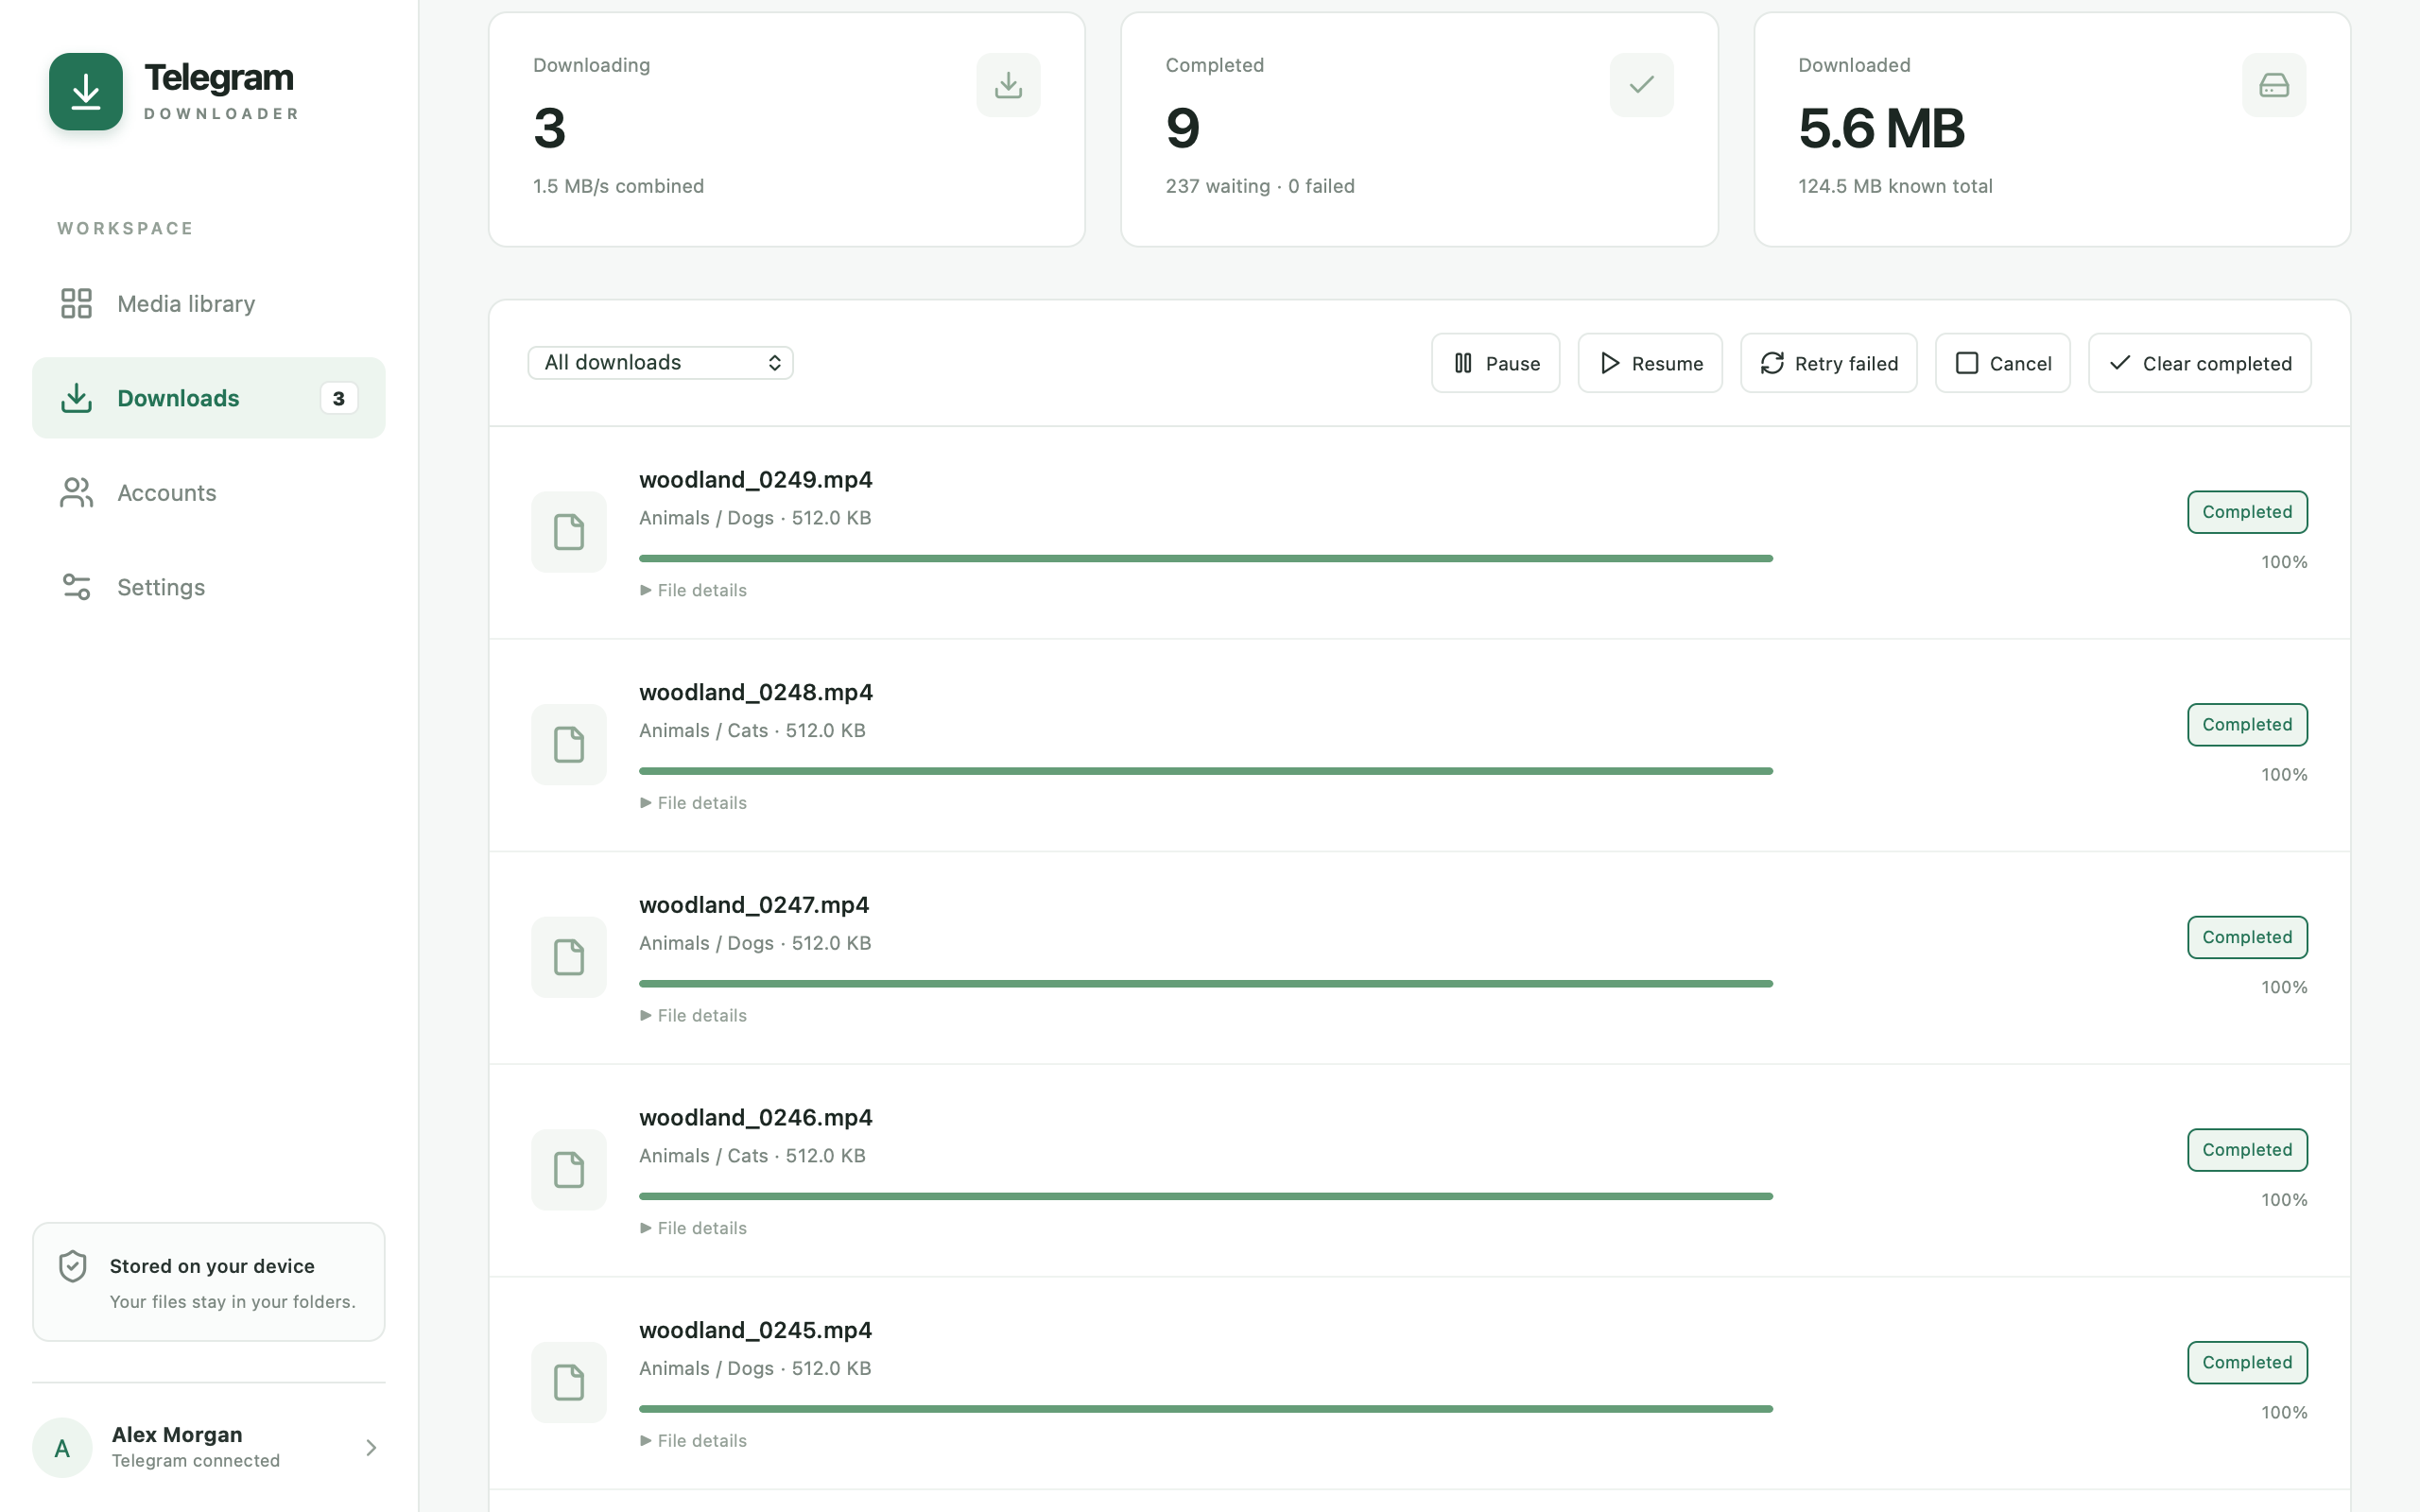 Telegram
DOWNLOADER
WORKSPACE
Media library
Downloads 3
Accounts
Settings
Stored on your device
Your files stay in your folders.
A
Alex Morgan
Telegram connected
Downloading
3
1.5 MB/s combined
Completed
9
237 waiting · 0 failed
Downloaded
5.6 MB
124.5 MB known total
All downloads
Pause
Resume
Retry failed
Cancel
Clear completed
woodland_0249.mp4
Animals / Dogs · 512.0 KB
File details
Completed
100%
woodland_0248.mp4
Animals / Cats · 512.0 KB
File details
Completed
100%
woodland_0247.mp4
Animals / Dogs · 512.0 KB
File details
Completed
100%
woodland_0246.mp4
Animals / Cats · 512.0 KB
File details
Completed
100%
woodland_0245.mp4
Animals / Dogs · 512.0 KB
File details
Completed
100%